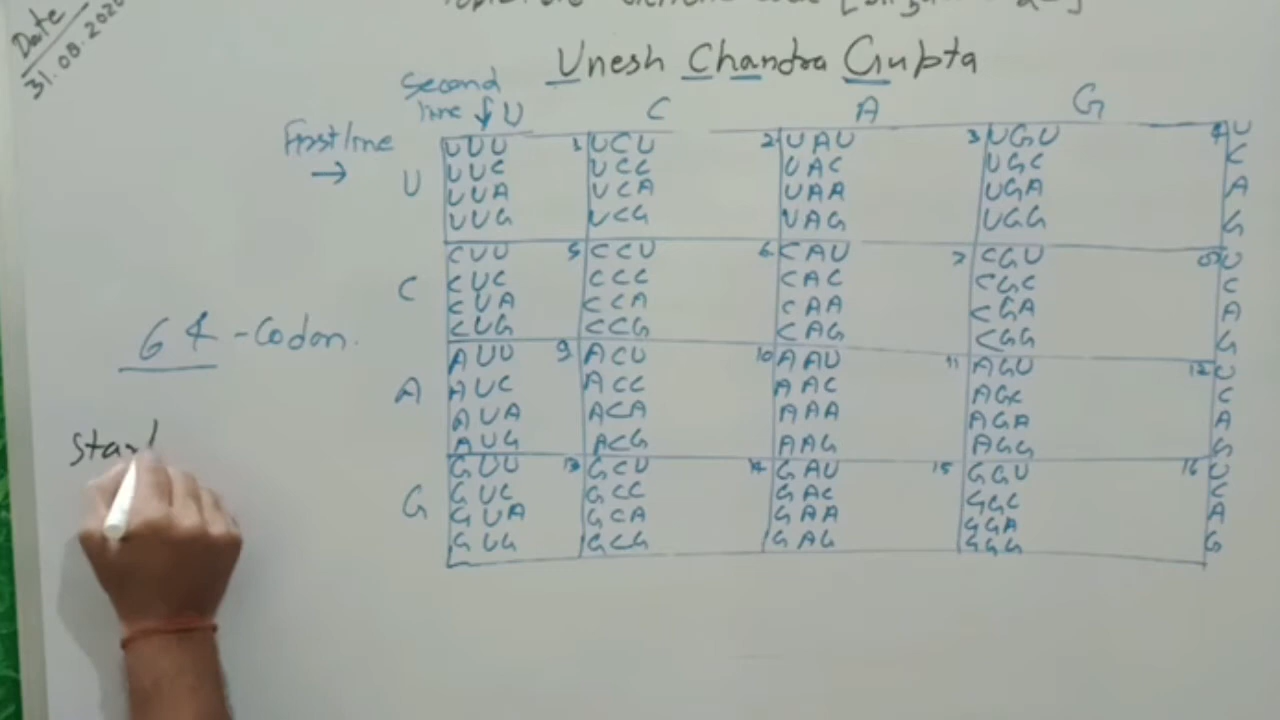 Date
31.08.2020
Unesh Chandra Gupta
Second
line U C A G
First line
U
UUU 1 UCU 2 UAU 3 UGU 4 U
UUC UCC UAC UGC C
UUA UCA UAA UGA A
UUG UCG UAG UGG G
C
CUU 5 CCU 6 CAU 7 CGU 8 U
CUC CCC CAC CGC C
CUA CCA CAA CGA A
CUG CCG CAG CGG G
64 - Codon.
A
AUU 9 ACU 10 AAU 11 AGU 12 U
AUC ACC AAC AGC C
AUA ACA AAA AGA A
AUG ACG AAG AGG G
Start
G
GUU 13 GCU 14 GAU 15 GGU 16 U
GUC GCC GAC GGC C
GUA GCA GAA GGA A
GUG GCG GAG GGG G